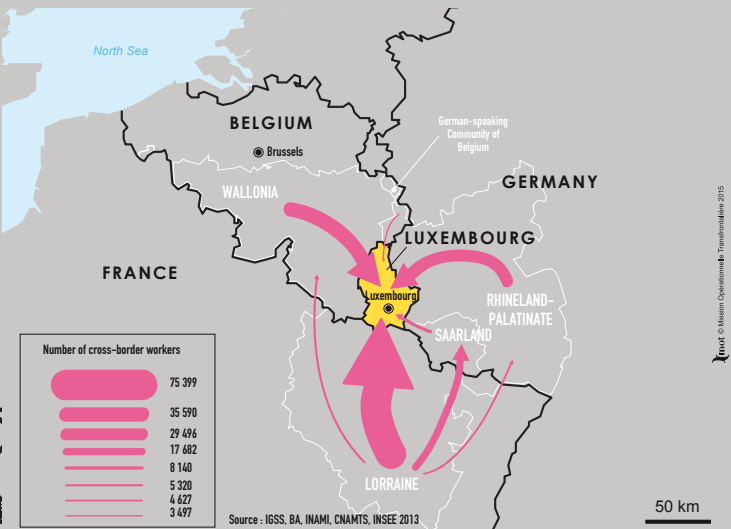 North Sea
BELGIUM
German-speaking
Community of
Belgium
Brussels
WALLONIA
GERMANY
LUXEMBOURG
FRANCE
Luxembourg
RHINELAND-
PALATINATE
SAARLAND
Number of cross-border workers
75 399
35 590
29 496
17 682
8 140
5 320
4 627
3 497
LORRAINE
Source : IGSS, BA, INAMI, CNAMTS, INSEE 2013
50 km
mot © Mission Opérationnelle Transfrontalière 2015